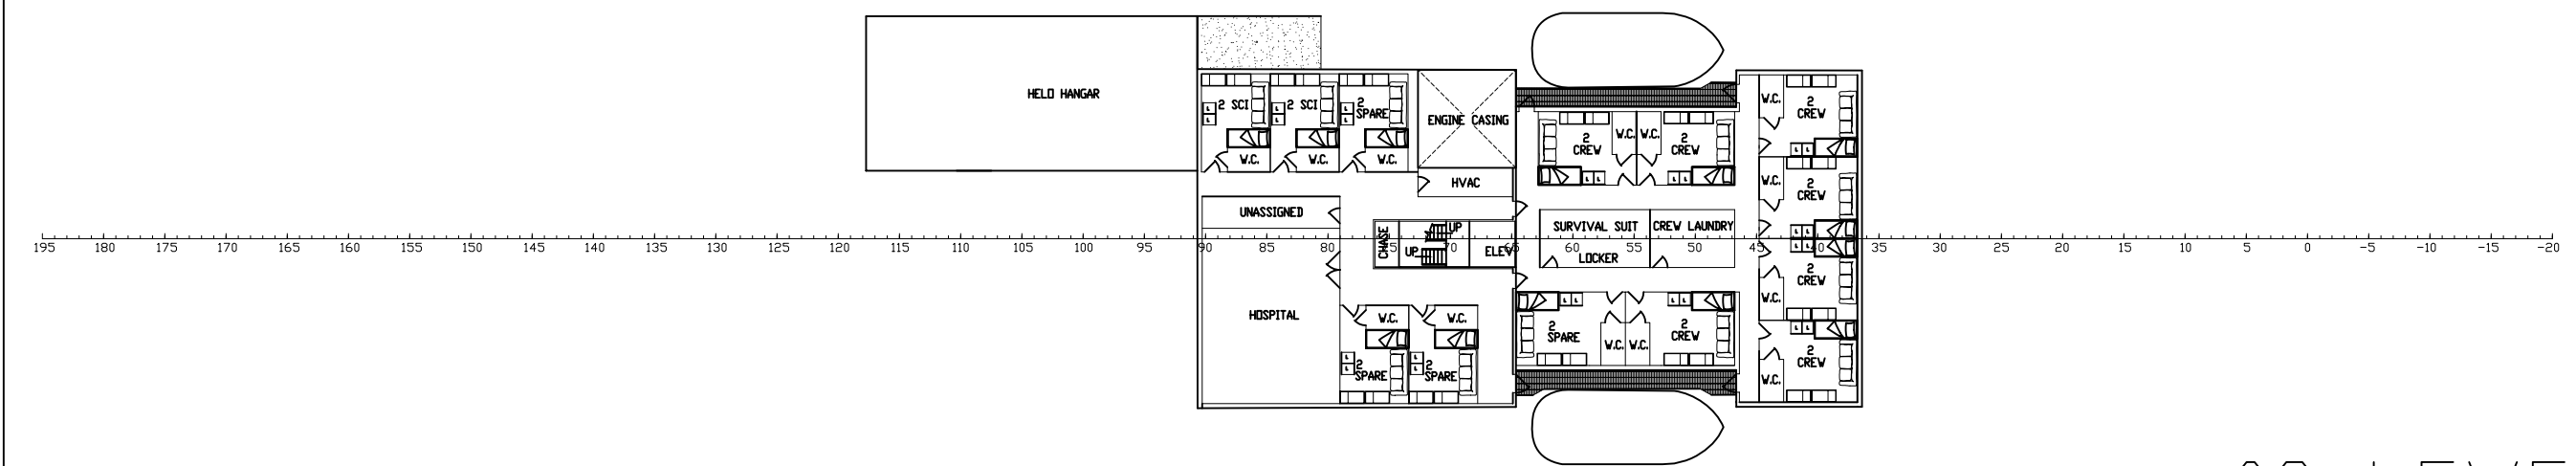 HELO HANGAR
2 SCI
2 SCI
2
SPARE
W.C.
W.C.
W.C.
ENGINE CASING
HVAC
UNASSIGNED
CHASE
UP
UP
ELEV
HOSPITAL
W.C.
W.C.
2
SPARE
2
SPARE
2
CREW
W.C.
W.C.
2
CREW
SURVIVAL SUIT
LOCKER
CREW LAUNDRY
2
SPARE
W.C.
W.C.
2
CREW
W.C.
2
CREW
W.C.
2
CREW
2
CREW
W.C.
2
CREW
W.C.
195 180 175 170 165 160 155 150 145 140 135 130 125 120 115 110 105 100 95 90 85 80 75 70 65 60 55 50 45 40 35 30 25 20 15 10 5 0 -5 -10 -15 -20